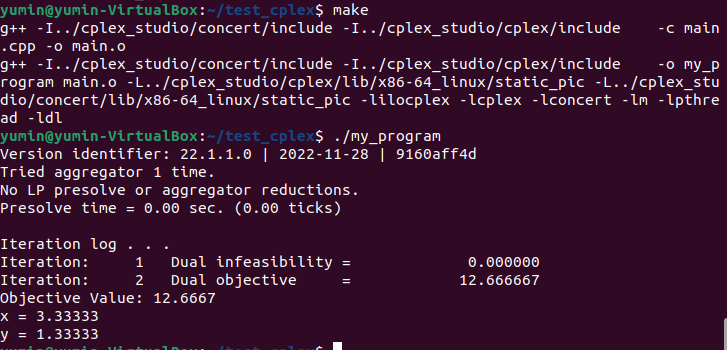 yumin@yumin-VirtualBox:~/test_cplex$ make
g++ -I../cplex_studio/concert/include -I../cplex_studio/cplex/include    -c main
.cpp -o main.o
g++ -I../cplex_studio/concert/include -I../cplex_studio/cplex/include    -o my_p
rogram main.o -L../cplex_studio/cplex/lib/x86-64_linux/static_pic -L../cplex_stu
dio/concert/lib/x86-64_linux/static_pic -lilocplex -lcplex -lconcert -lm -lpthre
ad -ldl
yumin@yumin-VirtualBox:~/test_cplex$ ./my_program
Version identifier: 22.1.1.0 | 2022-11-28 | 9160aff4d
Tried aggregator 1 time.
No LP presolve or aggregator reductions.
Presolve time = 0.00 sec. (0.00 ticks)

Iteration log . . .
Iteration:     1   Dual infeasibility =             0.000000
Iteration:     2   Dual objective     =            12.666667
Objective Value: 12.6667
x = 3.33333
y = 1.33333
yumin@yumin-VirtualBox:~/test_cplex$